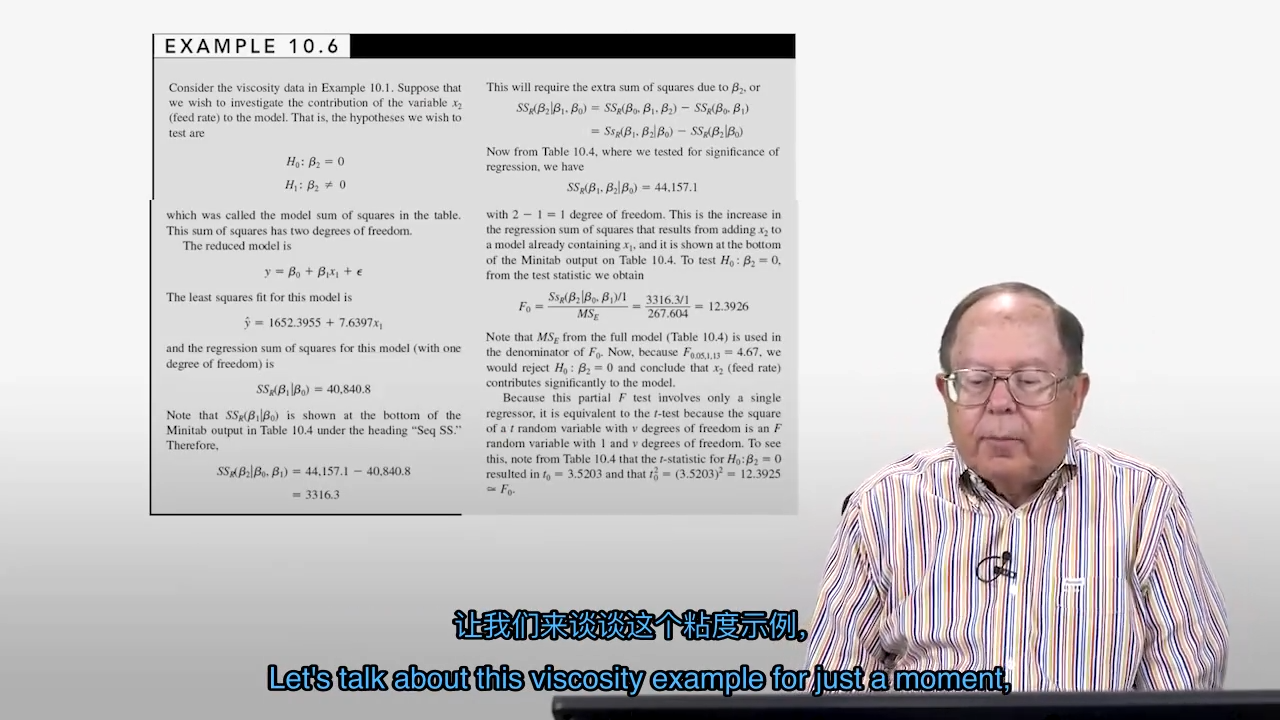 EXAMPLE 10.6
Consider the viscosity data in Example 10.1. Suppose that
we wish to investigate the contribution of the variable x₂
(feed rate) to the model. That is, the hypotheses we wish to
test are
H₀: β₂ = 0
H₁: β₂ ≠ 0
which was called the model sum of squares in the table.
This sum of squares has two degrees of freedom.
The reduced model is
y = β₀ + β₁x₁ + ϵ
The least squares fit for this model is
ŷ = 1652.3955 + 7.6397x₁
and the regression sum of squares for this model (with one
degree of freedom) is
SS_R(β₁|β₀) = 40,840.8
Note that SS_R(β₁|β₀) is shown at the bottom of the
Minitab output in Table 10.4 under the heading “Seq SS.”
Therefore,
SS_R(β₂|β₀, β₁) = 44,157.1 − 40,840.8
= 3316.3
This will require the extra sum of squares due to β₂, or
SS_R(β₂|β₁, β₀) = SS_R(β₀, β₁, β₂) − SS_R(β₀, β₁)
= Ss_R(β₁, β₂|β₀) − SS_R(β₂|β₀)
Now from Table 10.4, where we tested for significance of
regression, we have
SS_R(β₁, β₂|β₀) = 44,157.1
with 2 − 1 = 1 degree of freedom. This is the increase in
the regression sum of squares that results from adding x₂ to
a model already containing x₁, and it is shown at the bottom
of the Minitab output on Table 10.4. To test H₀: β₂ = 0,
from the test statistic we obtain
F₀ = Ss_R(β₂|β₀, β₁)/1 / MS_E = 3316.3/1 / 267.604 = 12.3926
Note that MS_E from the full model (Table 10.4) is used in
the denominator of F₀. Now, because F₀.₀₅,₁,₁₃ = 4.67, we
would reject H₀: β₂ = 0 and conclude that x₂ (feed rate)
contributes significantly to the model.
Because this partial F test involves only a single
regressor, it is equivalent to the t-test because the square
of a t random variable with v degrees of freedom is an F
random variable with 1 and v degrees of freedom. To see
this, note from Table 10.4 that the t-statistic for H₀:β₂ = 0
resulted in t₀ = 3.5203 and that t₀² = (3.5203)² = 12.3925
≃ F₀.
让我们来谈谈这个粘度示例,
Let's talk about this viscosity example for just a moment,